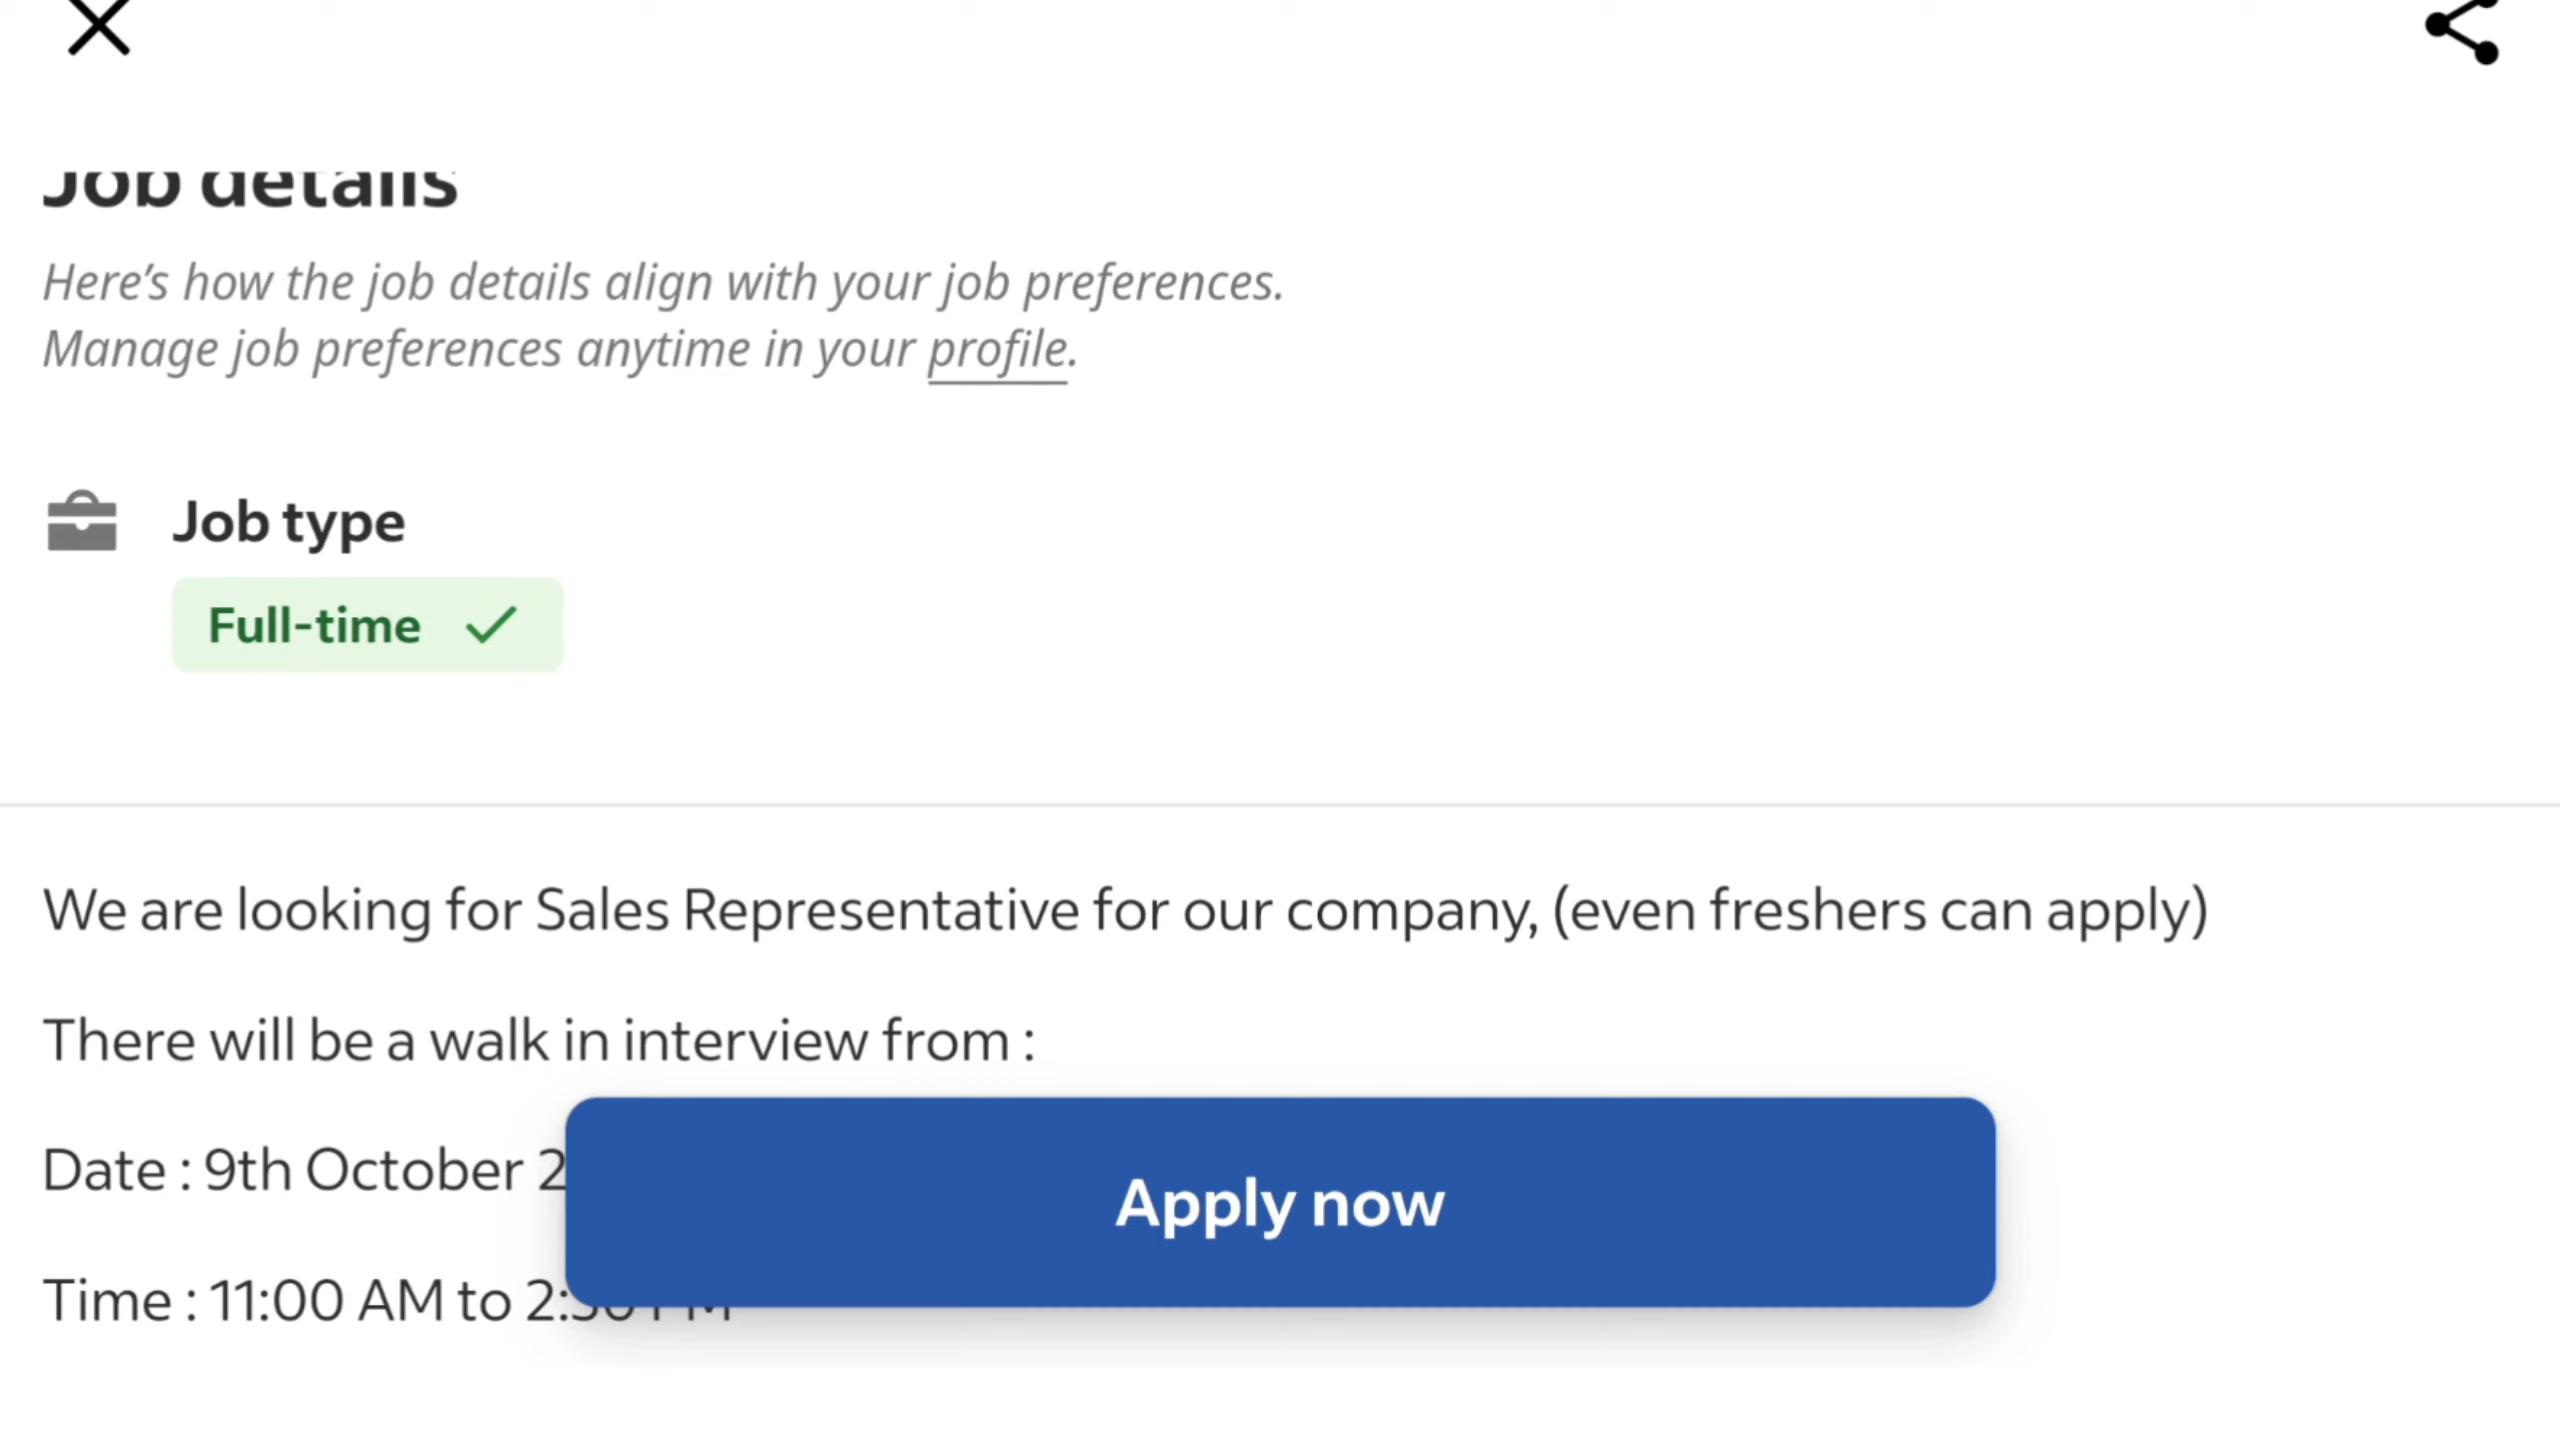 Job details
Here's how the job details align with your job preferences.
Manage job preferences anytime in your profile.
Job type
Full-time
We are looking for Sales Representative for our company, (even freshers can apply)
There will be a walk in interview from :
Date : 9th October
Apply now
Time : 11:00 AM to